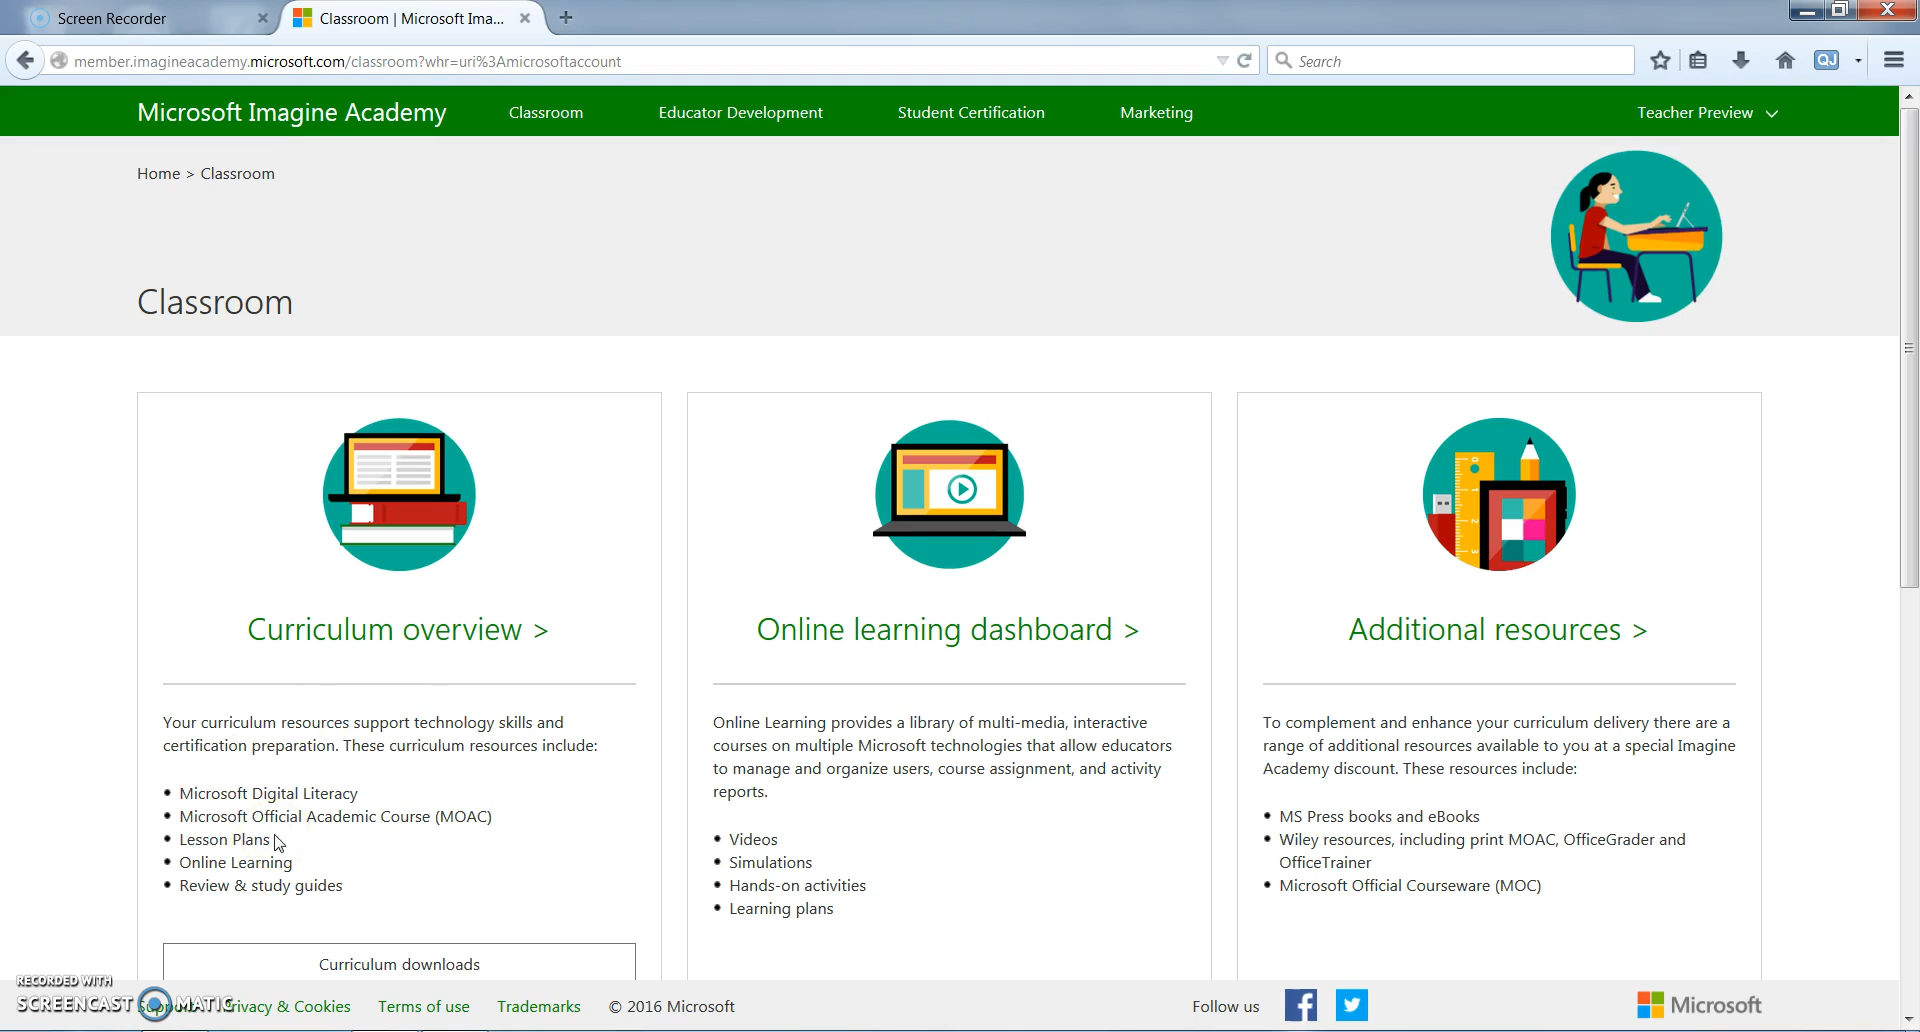 Screen Recorder
Classroom | Microsoft Ima...
member.imagineacademy.microsoft.com/classroom?whr=uri%3Amicrosoftaccount
Search
QJ
Microsoft Imagine Academy
Classroom
Educator Development
Student Certification
Marketing
Teacher Preview
Home > Classroom
Classroom
Curriculum overview >
Your curriculum resources support technology skills and
certification preparation. These curriculum resources include:
Microsoft Digital Literacy
Microsoft Official Academic Course (MOAC)
Lesson Plans
Online Learning
Review & study guides
Curriculum downloads
Online learning dashboard >
Online Learning provides a library of multi-media, interactive
courses on multiple Microsoft technologies that allow educators
to manage and organize users, course assignment, and activity
reports.
Videos
Simulations
Hands-on activities
Learning plans
Additional resources >
To complement and enhance your curriculum delivery there are a
range of additional resources available to you at a special Imagine
Academy discount. These resources include:
MS Press books and eBooks
Wiley resources, including print MOAC, OfficeGrader and
OfficeTrainer
Microsoft Official Courseware (MOC)
RECORDED WITH
SCREENCAST MATIC
Support
Privacy & Cookies
Terms of use
Trademarks
© 2016 Microsoft
Follow us
Microsoft